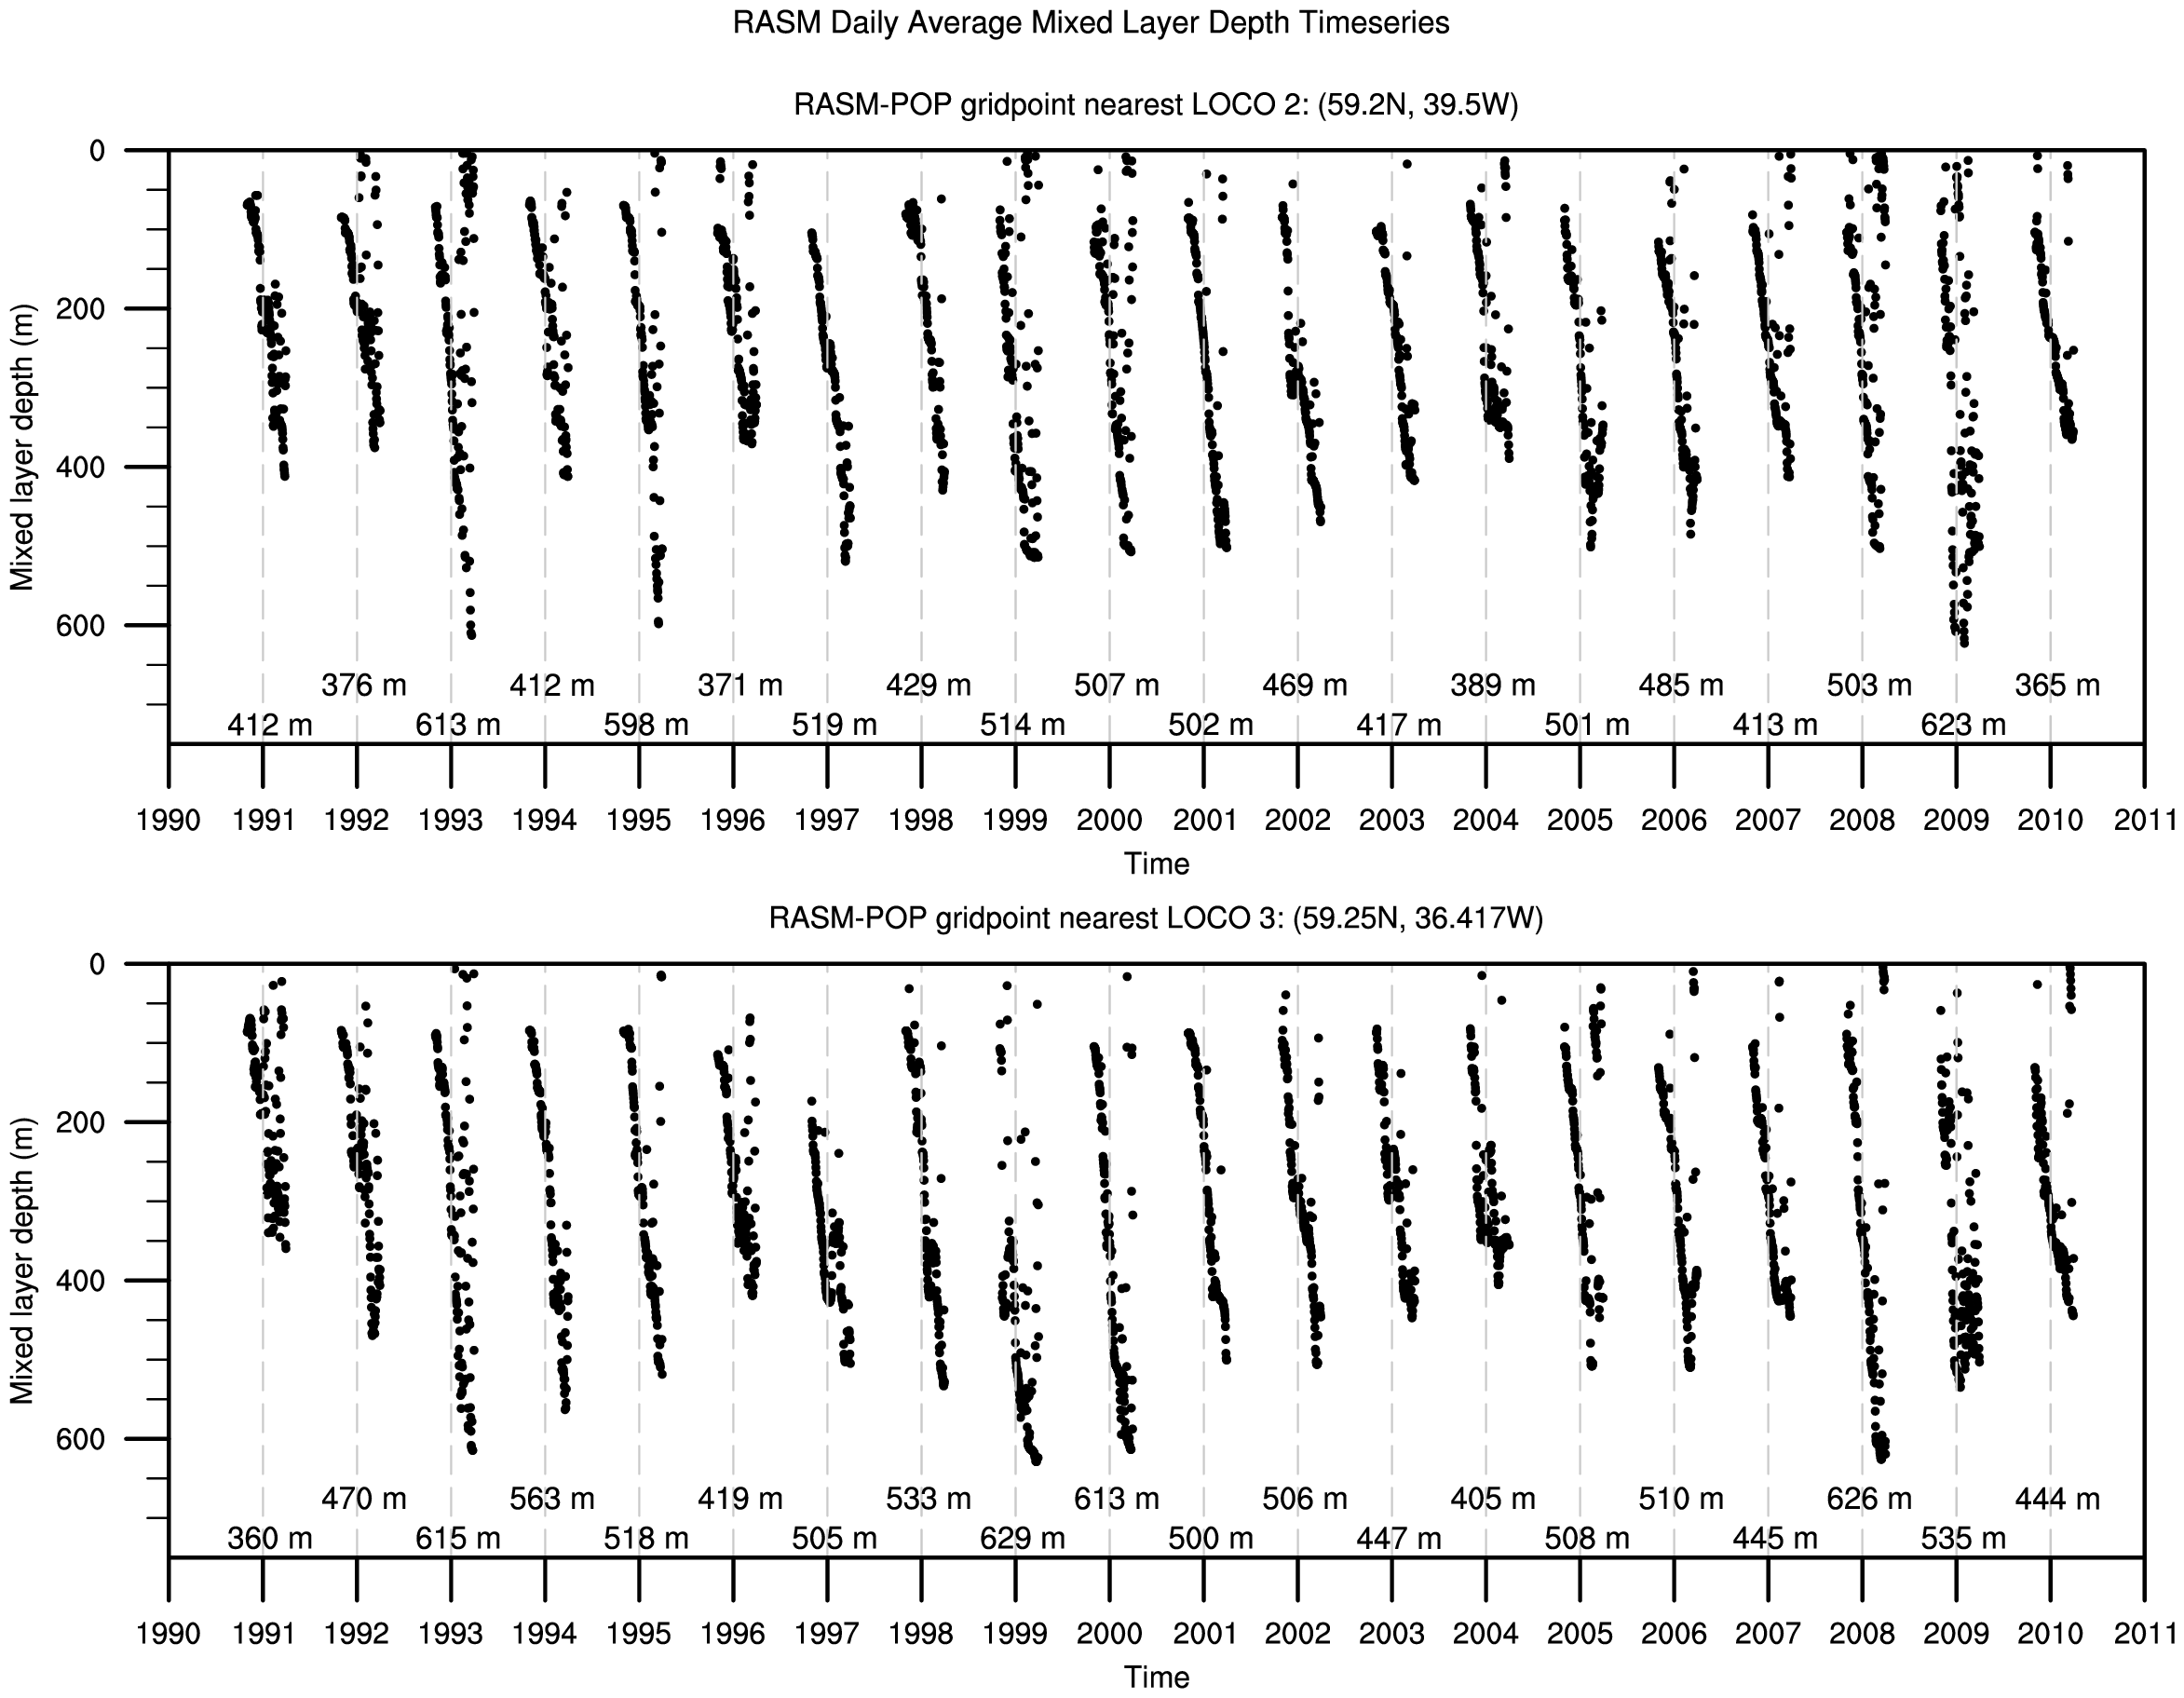 RASM Daily Average Mixed Layer Depth Timeseries
RASM-POP gridpoint nearest LOCO 2: (59.2N, 39.5W)
0
200
400
600
Mixed layer depth (m)
376 m 412 m 371 m 429 m 507 m 469 m 389 m 485 m 503 m 365 m
412 m 613 m 598 m 519 m 514 m 502 m 417 m 501 m 413 m 623 m
1990 1991 1992 1993 1994 1995 1996 1997 1998 1999 2000 2001 2002 2003 2004 2005 2006 2007 2008 2009 2010 2011
Time
RASM-POP gridpoint nearest LOCO 3: (59.25N, 36.417W)
0
200
400
600
Mixed layer depth (m)
470 m 563 m 419 m 533 m 613 m 506 m 405 m 510 m 626 m 444 m
360 m 615 m 518 m 505 m 629 m 500 m 447 m 508 m 445 m 535 m
1990 1991 1992 1993 1994 1995 1996 1997 1998 1999 2000 2001 2002 2003 2004 2005 2006 2007 2008 2009 2010 2011
Time